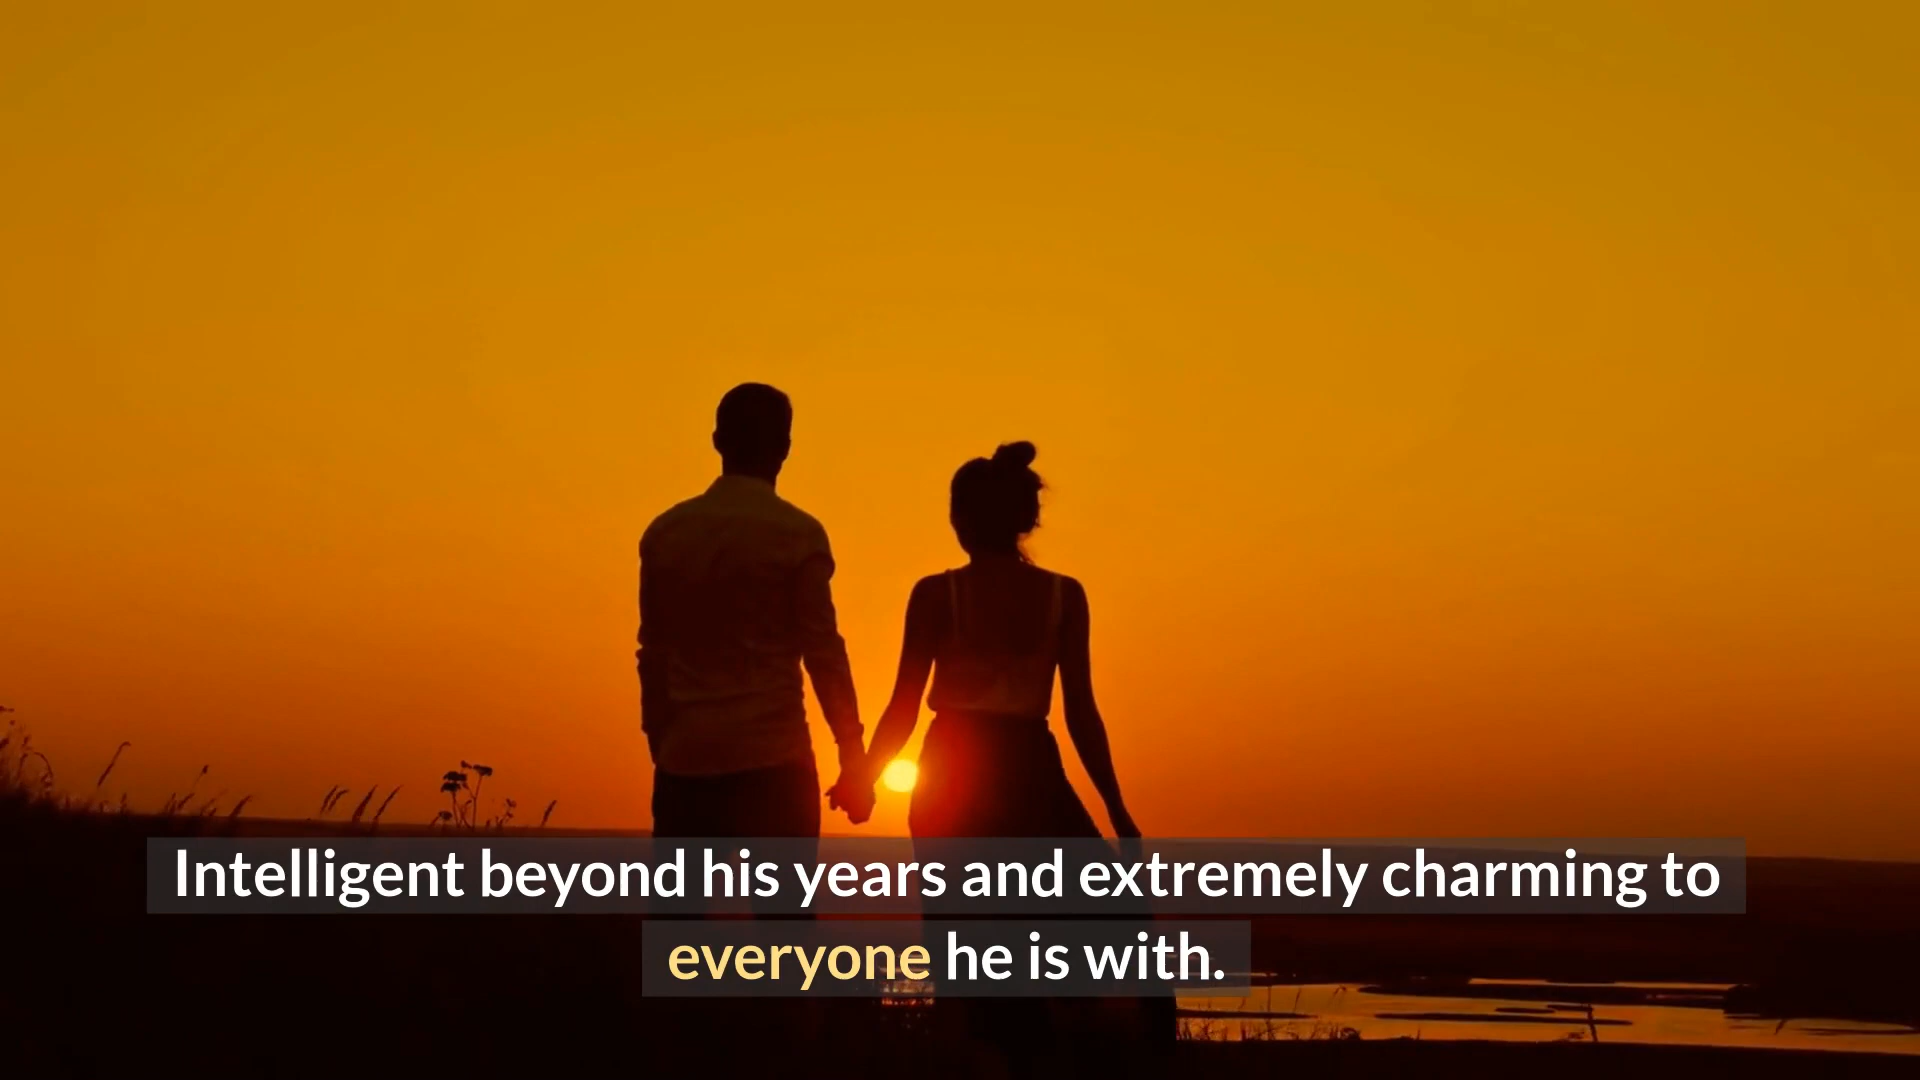 Intelligent beyond his years and extremely charming to
everyone he is with.